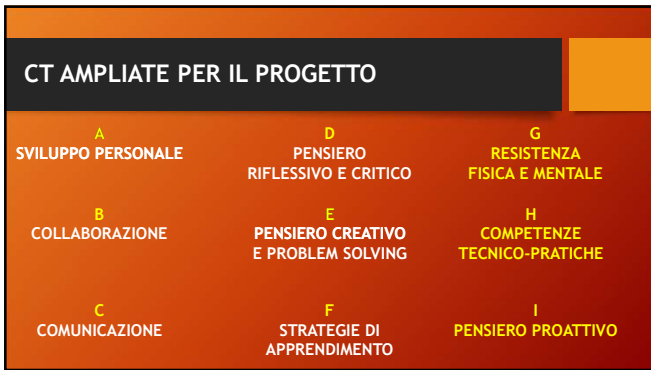 CT AMPLIATE PER IL PROGETTO
A
SVILUPPO PERSONALE
B
COLLABORAZIONE
C
COMUNICAZIONE
D
PENSIERO
RIFLESSIVO E CRITICO
E
PENSIERO CREATIVO
E PROBLEM SOLVING
F
STRATEGIE DI
APPRENDIMENTO
G
RESISTENZA
FISICA E MENTALE
H
COMPETENZE
TECNICO-PRATICHE
I
PENSIERO PROATTIVO